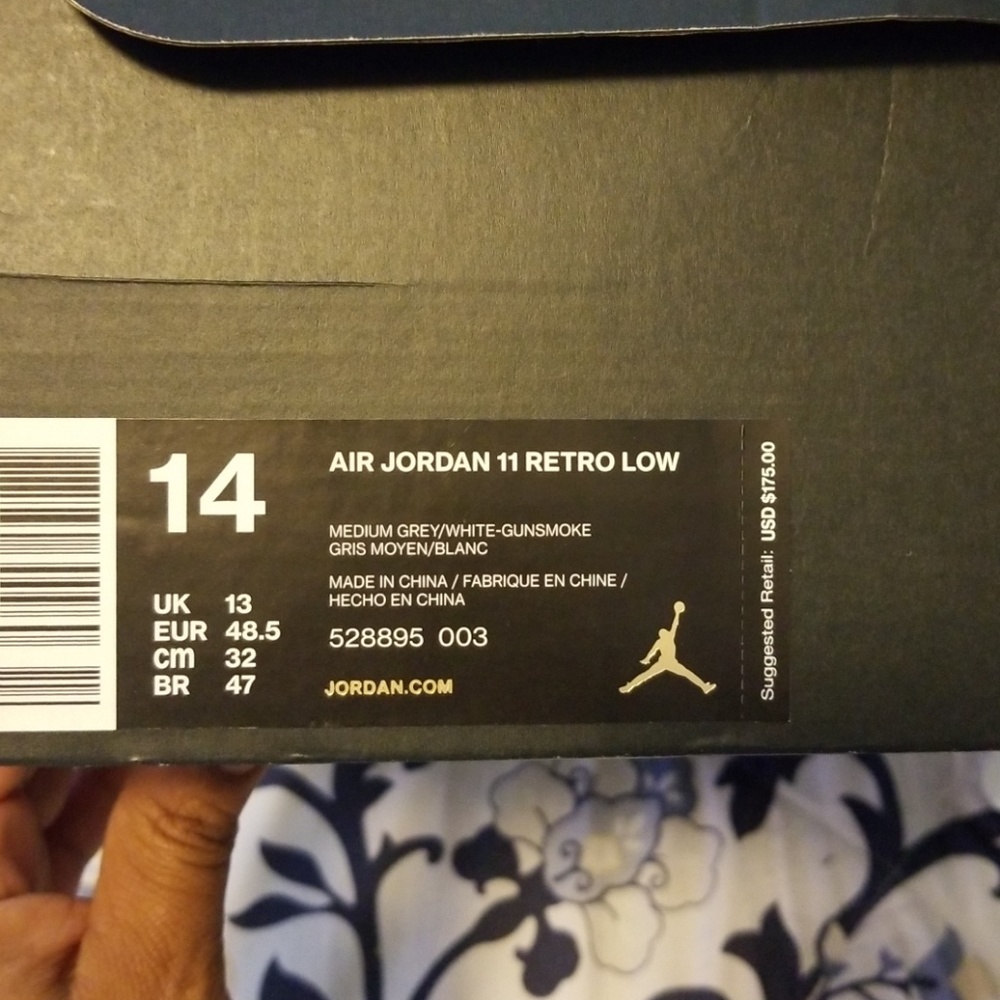 14
UK 13
EUR 48.5
cm 32
BR 47
AIR JORDAN 11 RETRO LOW
MEDIUM GREY/WHITE-GUNSMOKE
GRIS MOYEN/BLANC
MADE IN CHINA / FABRIQUE EN CHINE /
HECHO EN CHINA
528895 003
JORDAN.COM
Suggested Retail: USD $175.00